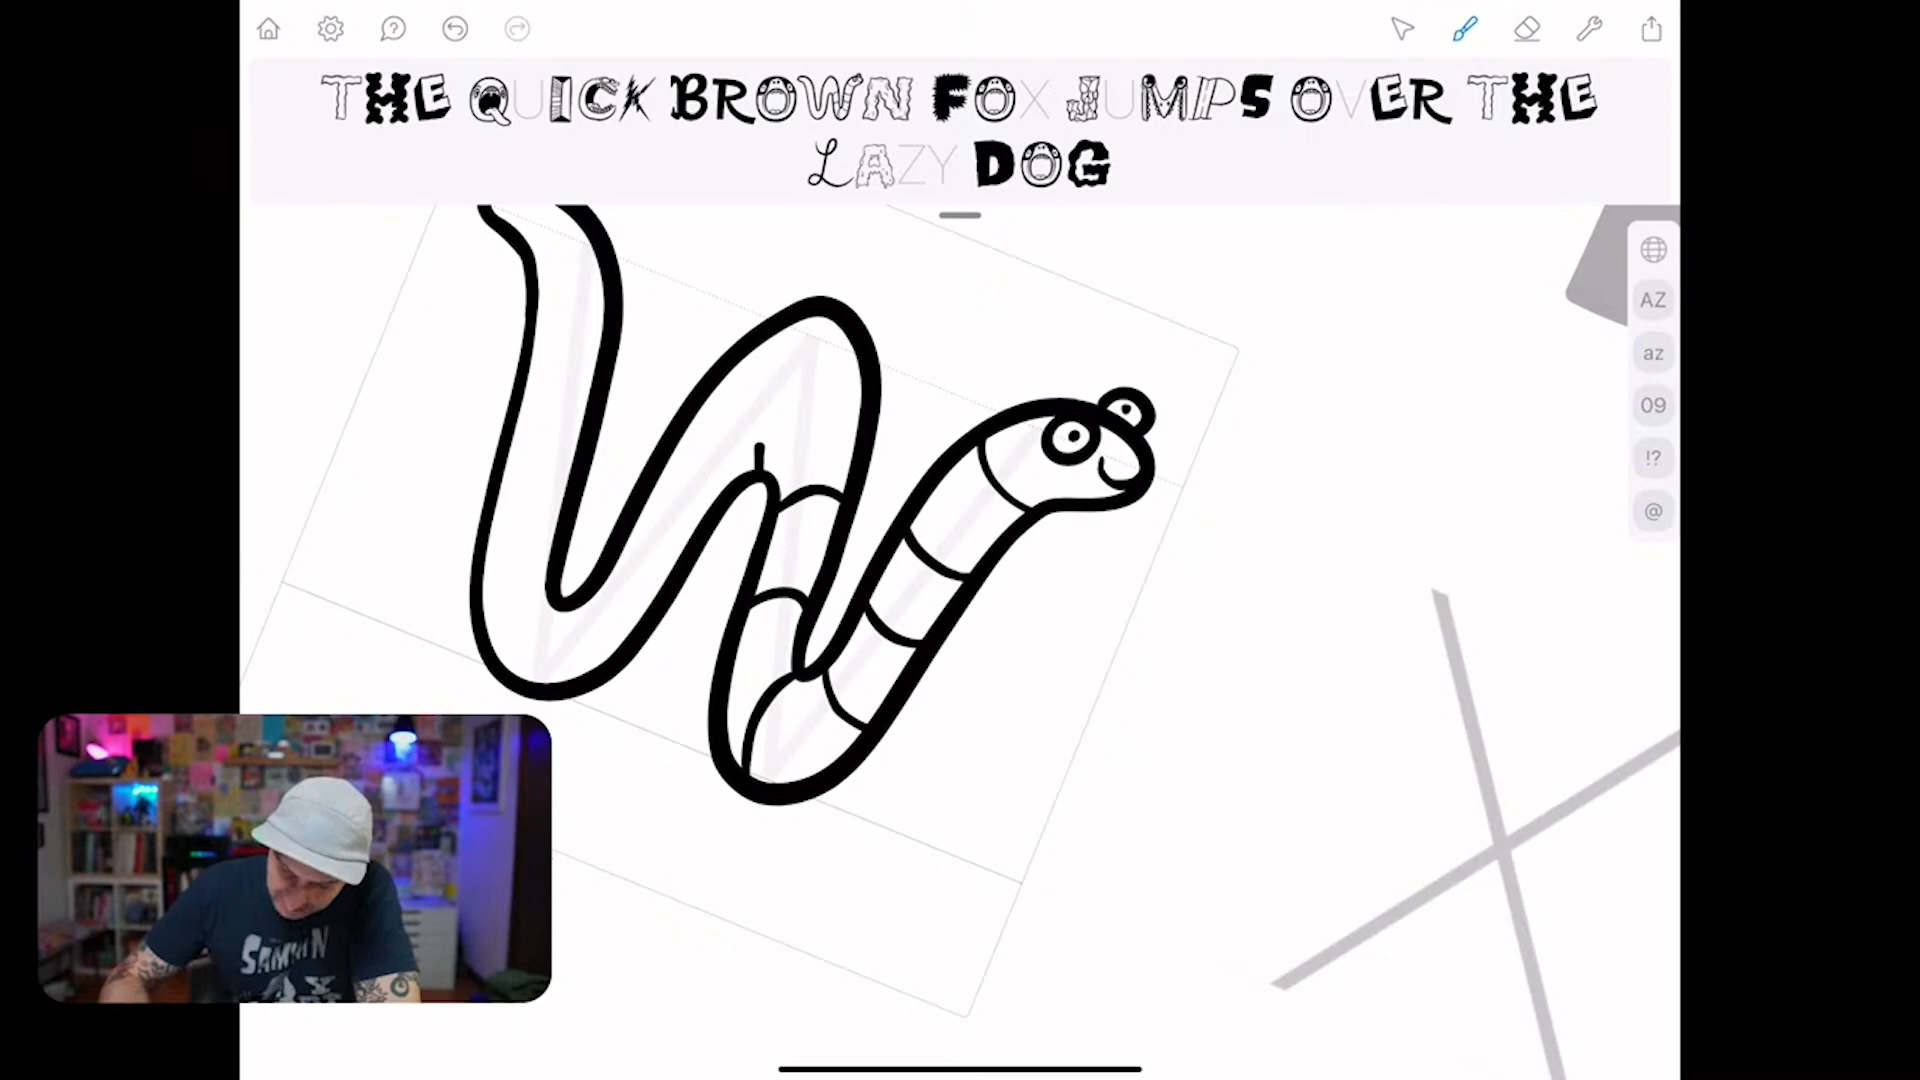 THE QUICK BROWN FOX JUMPS OVER THE
LAZY DOG
AZ
az
09
!?
@